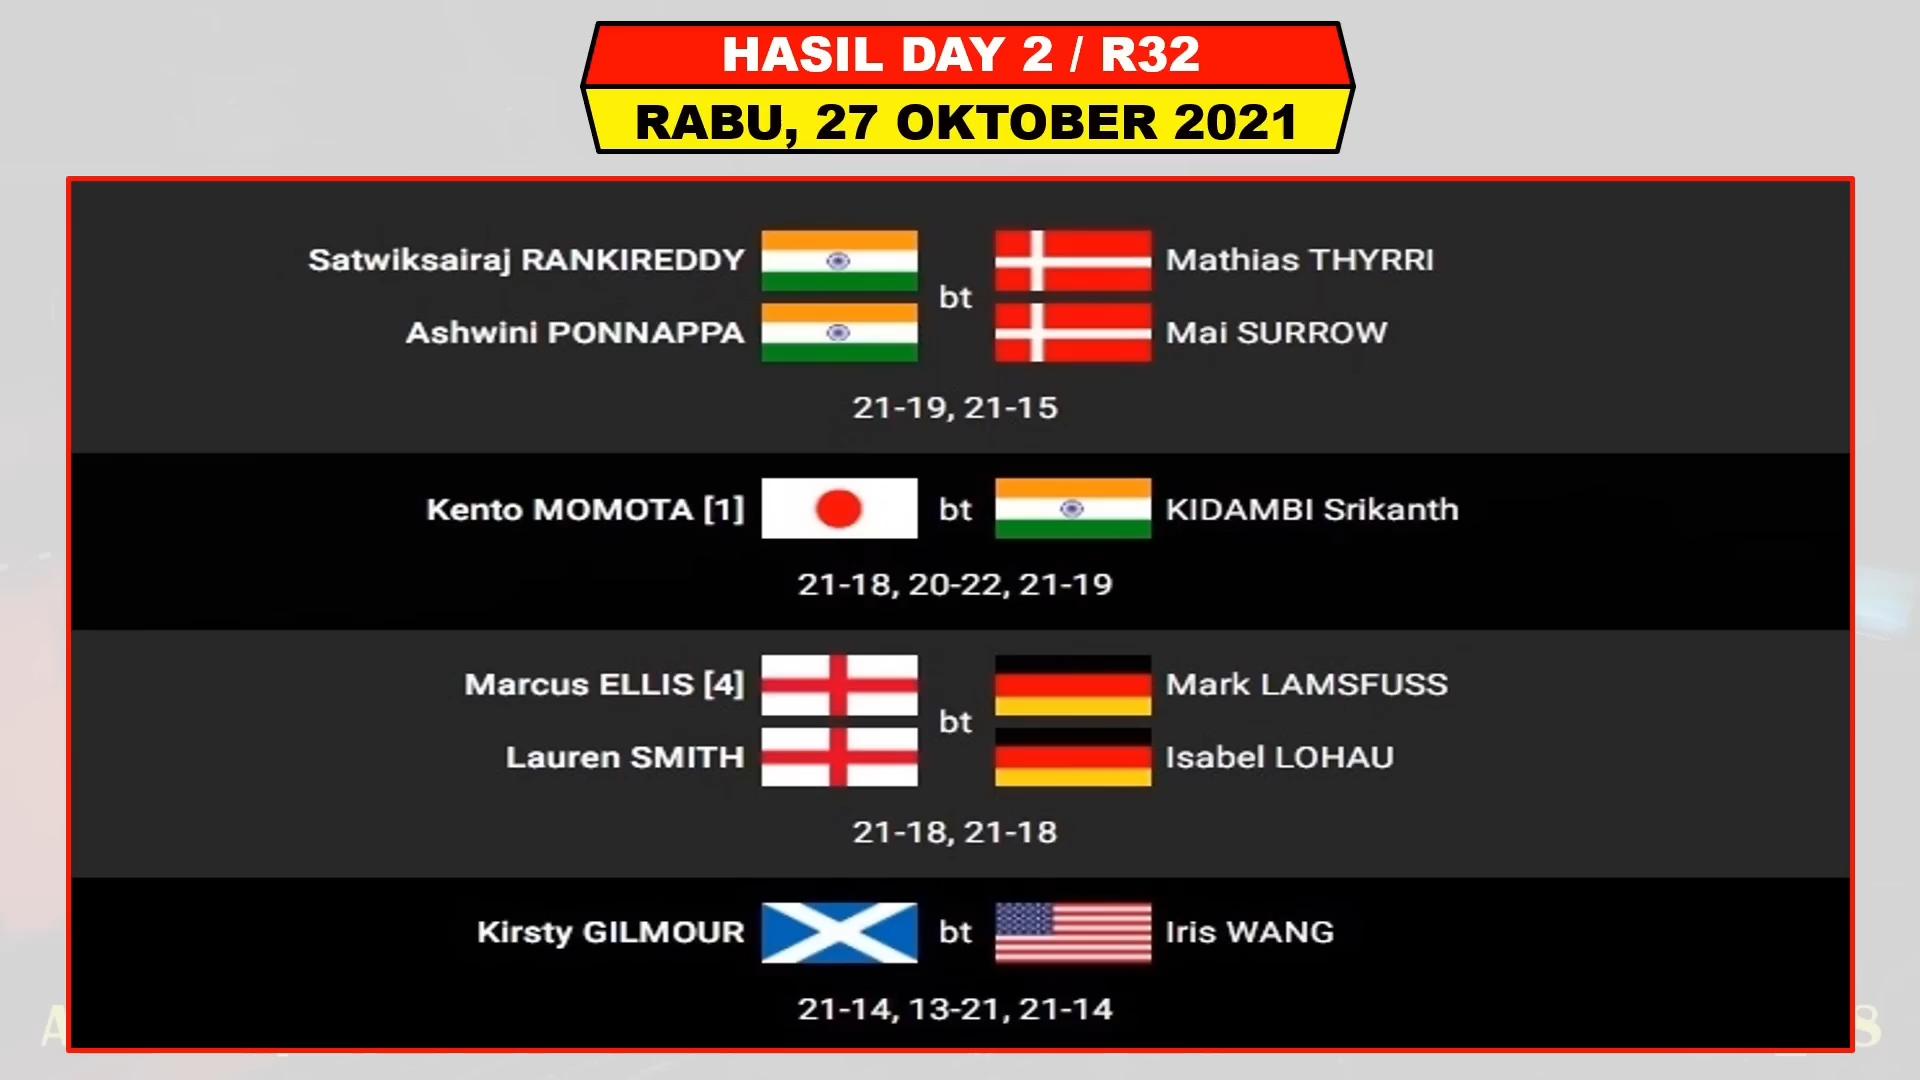 HASIL DAY 2 / R32
RABU, 27 OKTOBER 2021
Satwiksairaj RANKIREDDY
Ashwini PONNAPPA
bt
Mathias THYRRI
Mai SURROW
21-19, 21-15
Kento MOMOTA [1] bt KIDAMBI Srikanth
21-18, 20-22, 21-19
Marcus ELLIS [4]
Lauren SMITH
bt
Mark LAMSFUSS
Isabel LOHAU
21-18, 21-18
Kirsty GILMOUR bt Iris WANG
21-14, 13-21, 21-14